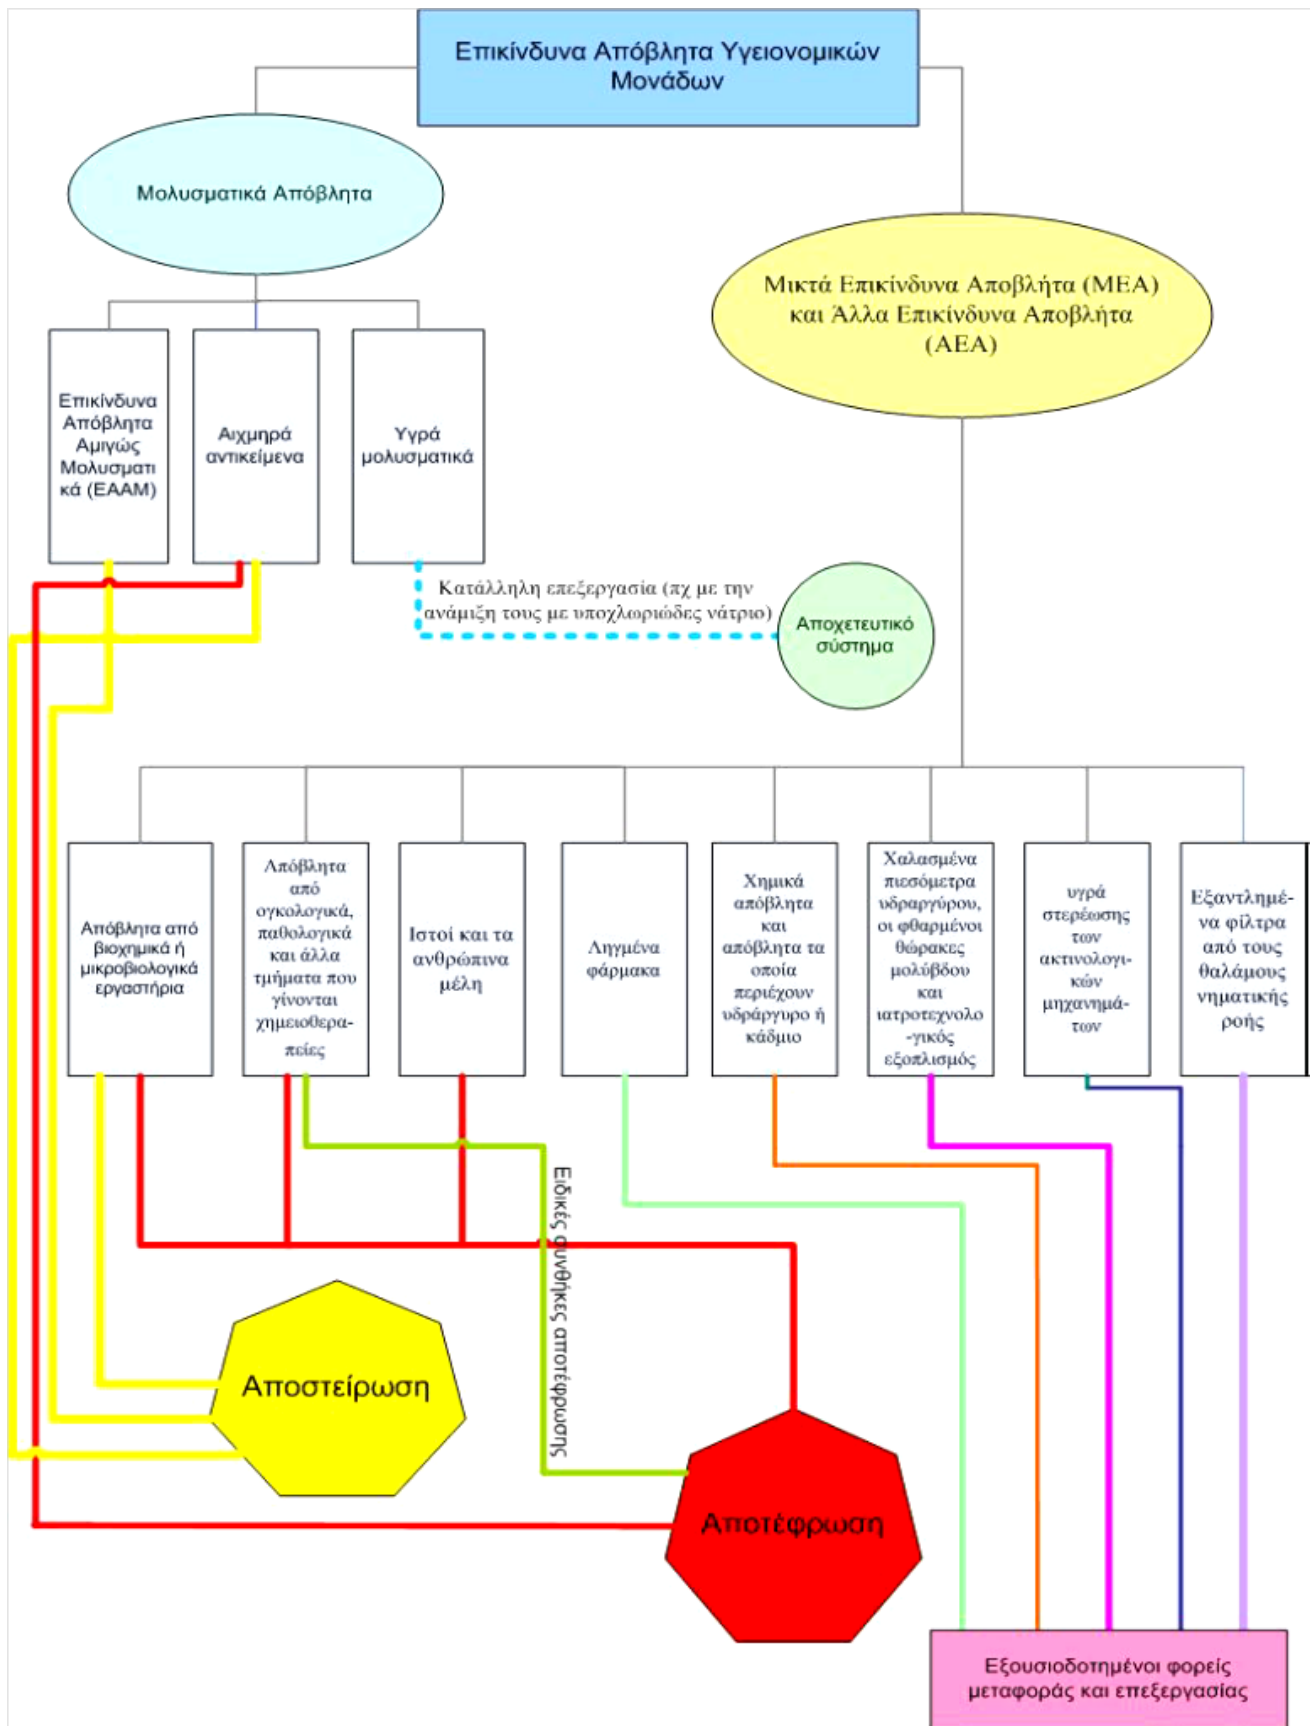 Επικίνδυνα Απόβλητα Υγειονομικών
Μονάδων
Μολυσματικά Απόβλητα
Μικτά Επικίνδυνα Αποβλήτα (ΜΕΑ)
και Άλλα Επικίνδυνα Αποβλήτα
(ΑΕΑ)
Επικίνδυνα
Απόβλητα
Αμιγώς
Μολυσματι
κά (ΕΑΑΜ)
Αιχμηρά
αντικείμενα
Υγρά
μολυσματικά
Κατάλληλη επεξεργασία (πχ με την
ανάμιξη τους με υποχλωριώδες νάτριο)
Αποχετευτικό
σύστημα
Απόβλητα από
βιοχημικά ή
μικροβιολογικά
εργαστήρια
Απόβλητα
από
ογκολογικά,
παθολογικά
και άλλα
τμήματα που
γίνονται
χημειοθερα-
πείες
Ιστοί και τα
ανθρώπινα
μέλη
Ληγμένα
φάρμακα
Χημικά
απόβλητα
και
απόβλητα τα
οποία
περιέχουν
υδράργυρο ή
κάδμιο
Χαλασμένα
πιεσόμετρα
υδραργύρου,
οι φθαρμένοι
θώρακες
μολύβδου
και
ιατροτεχνολο
-γικός
εξοπλισμός
υγρά
στερέωσης
των
ακτινολογι-
κών
μηχανημά-
των
Εξαντλημέ-
να φίλτρα
από τους
θαλάμους
νηματικής
ροής
Ειδικές συνθήκες αποτέφρωσης
Αποστείρωση
Αποτέφρωση
Εξουσιοδοτημένοι φορείς
μεταφοράς και επεξεργασίας